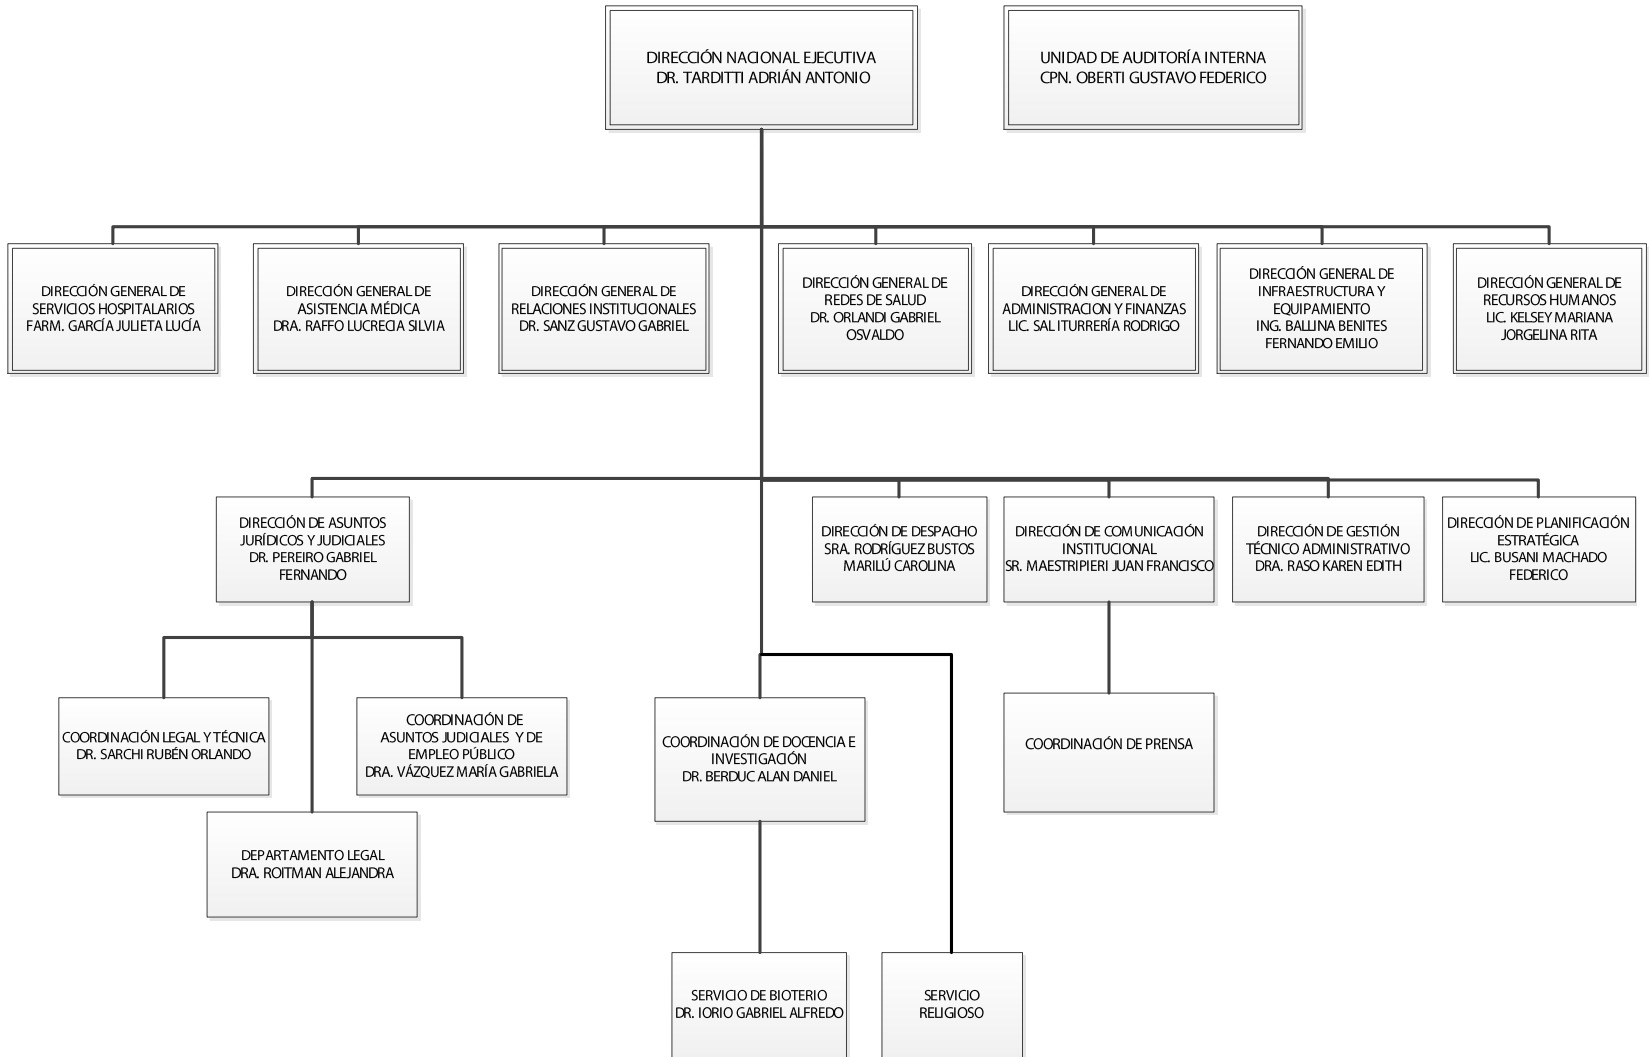 DIRECCIÓN NACIONAL EJECUTIVA
DR. TARDITTI ADRIÁN ANTONIO
UNIDAD DE AUDITORÍA INTERNA
CPN. OBERTI GUSTAVO FEDERICO
DIRECCIÓN GENERAL DE
SERVICIOS HOSPITALARIOS
FARM. GARCÍA JULIETA LUCÍA
DIRECCIÓN GENERAL DE
ASISTENCIA MÉDICA
DRA. RAFFO LUCRECIA SILVIA
DIRECCIÓN GENERAL DE
RELACIONES INSTITUCIONALES
DR. SANZ GUSTAVO GABRIEL
DIRECCIÓN GENERAL DE
REDES DE SALUD
DR. ORLANDI GABRIEL
OSVALDO
DIRECCIÓN GENERAL DE
ADMINISTRACION Y FINANZAS
LIC. SAL ITURRERÍA RODRIGO
DIRECCIÓN GENERAL DE
INFRAESTRUCTURA Y
EQUIPAMIENTO
ING. BALLINA BENITES
FERNANDO EMILIO
DIRECCIÓN GENERAL DE
RECURSOS HUMANOS
LIC. KELSEY MARIANA
JORGELINA RITA
DIRECCIÓN DE ASUNTOS
JURÍDICOS Y JUDICIALES
DR. PEREIRO GABRIEL
FERNANDO
DIRECCIÓN DE DESPACHO
SRA. RODRÍGUEZ BUSTOS
MARILÚ CAROLINA
DIRECCIÓN DE COMUNICACIÓN
INSTITUCIONAL
SR. MAESTRIPIERI JUAN FRANCISCO
DIRECCIÓN DE GESTIÓN
TÉCNICO ADMINISTRATIVO
DRA. RASO KAREN EDITH
DIRECCIÓN DE PLANIFICACIÓN
ESTRATÉGICA
LIC. BUSANI MACHADO
FEDERICO
COORDINACIÓN LEGAL Y TÉCNICA
DR. SARCHI RUBÉN ORLANDO
COORDINACIÓN DE
ASUNTOS JUDICIALES Y DE
EMPLEO PÚBLICO
DRA. VÁZQUEZ MARÍA GABRIELA
COORDINACIÓN DE DOCENCIA E
INVESTIGACIÓN
DR. BERDUC ALAN DANIEL
COORDINACIÓN DE PRENSA
DEPARTAMENTO LEGAL
DRA. ROITMAN ALEJANDRA
SERVICIO DE BIOTERIO
DR. IORIO GABRIEL ALFREDO
SERVICIO
RELIGIOSO